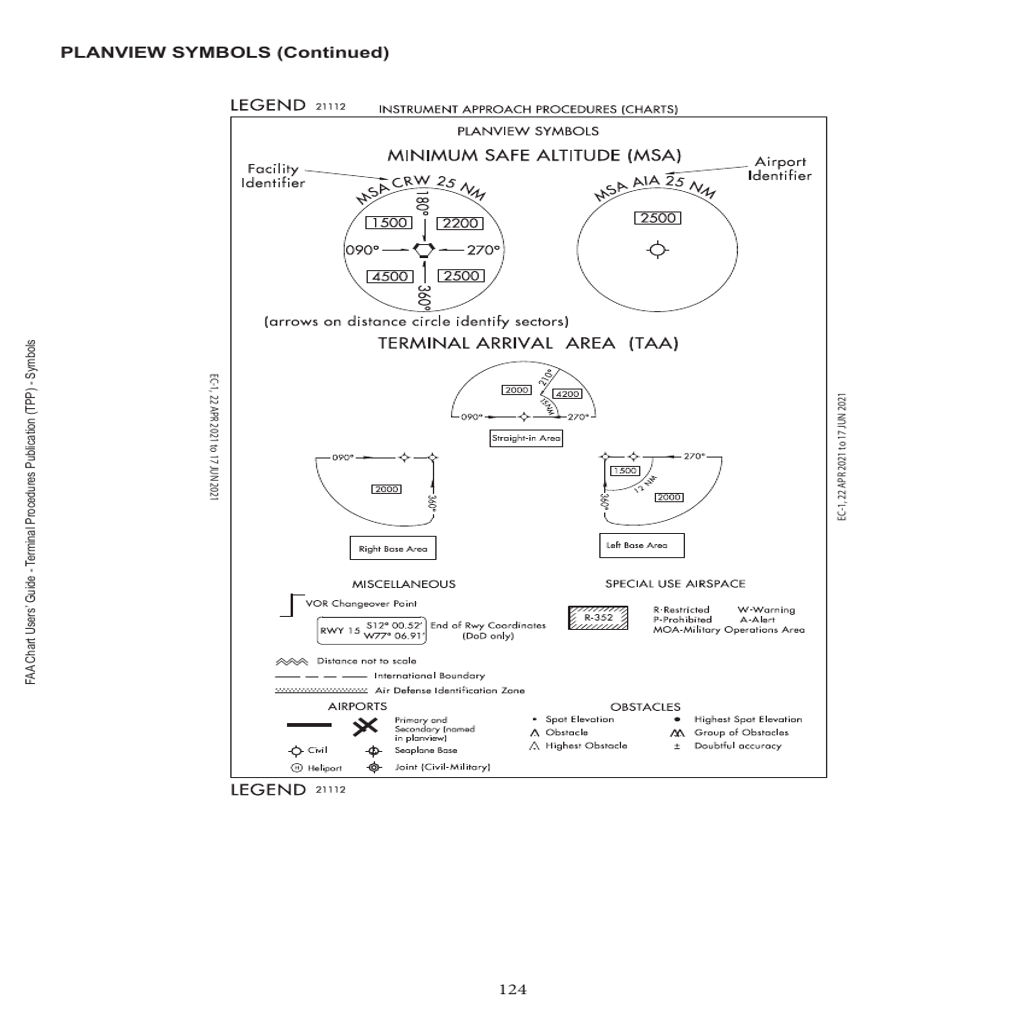 PLANVIEW SYMBOLS (Continued)
LEGEND 21112 INSTRUMENT APPROACH PROCEDURES (CHARTS)
PLANVIEW SYMBOLS
MINIMUM SAFE ALTITUDE (MSA)
Facility
Identifier
MSA CRW 25 NM
180°
1500 2200
090° 270°
4500 2500
360°
Airport
Identifier
MSA AIA 25 NM
2500
(arrows on distance circle identify sectors)
TERMINAL ARRIVAL AREA (TAA)
210°
2000 4200
15NM
090° 270°
Straight-in Area
090°
2000
360°
Right Base Area
270°
1500
12 NM
360°
2000
Left Base Area
MISCELLANEOUS
VOR Changeover Point
RWY 15 S12° 00.52' End of Rwy Coordinates
W77° 06.91' (DoD only)
Distance not to scale
International Boundary
Air Defense Identification Zone
SPECIAL USE AIRSPACE
R-352
R-Restricted W-Warning
P-Prohibited A-Alert
MOA-Military Operations Area
AIRPORTS
Primary and
Secondary (named
in planview)
Civil Seaplane Base
H Heliport Joint (Civil-Military)
OBSTACLES
Spot Elevation Highest Spot Elevation
Obstacle Group of Obstacles
Highest Obstacle ± Doubtful accuracy
LEGEND 21112
EC-1, 22 APR 2021 to 17 JUN 2021
EC-1, 22 APR 2021 to 17 JUN 2021
FAA Chart Users' Guide - Terminal Procedures Publication (TPP) - Symbols
124